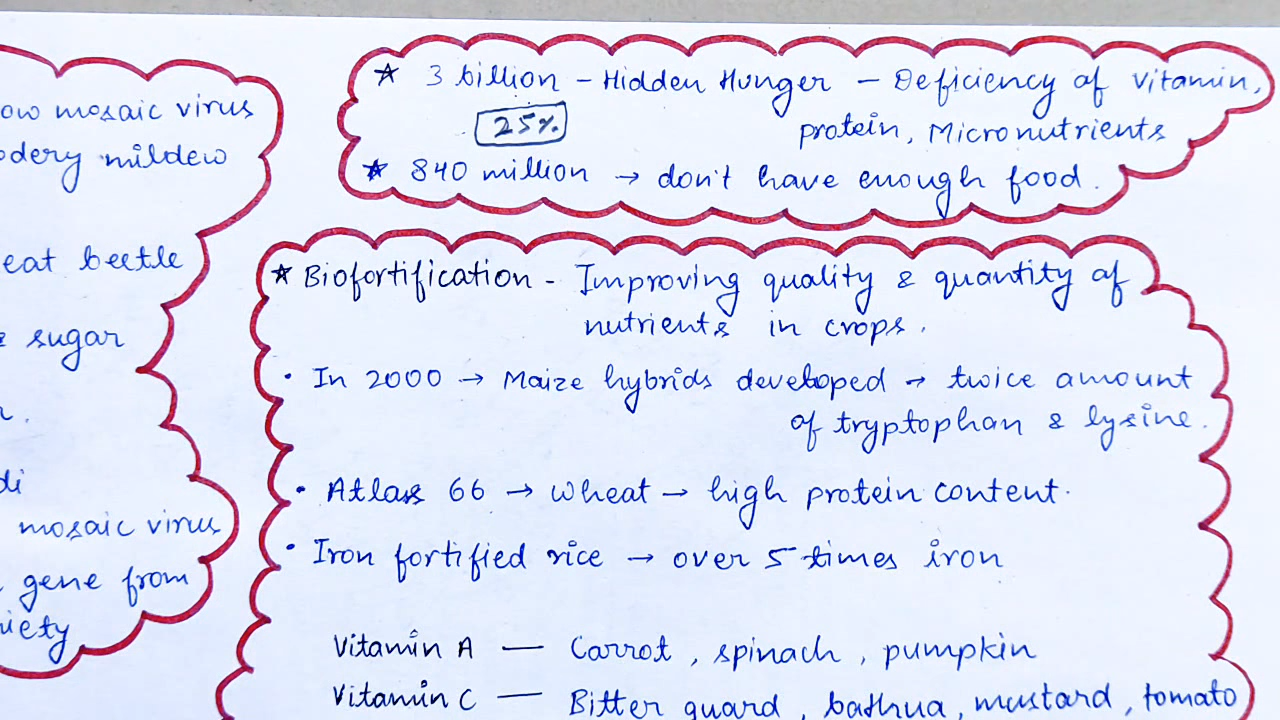 ow mosaic virus
dery mildew
eat beetle
sugar
di
mosaic virus
gene from
iety
★ 3 billion - Hidden Hunger - Deficiency of vitamin,
25%
protein, Micronutrients
★ 840 million → don't have enough food.
★ Biofortification - Improving quality & quantity of
nutrients in crops.
• In 2000 → Maize hybrids developed → twice amount
of tryptophan & lysine.
• Atlas 66 → wheat → high protein content.
• Iron fortified rice → over 5 times iron
Vitamin A — Carrot, spinach, pumpkin
Vitamin C — Bitter guard, bathua, mustard, tomato